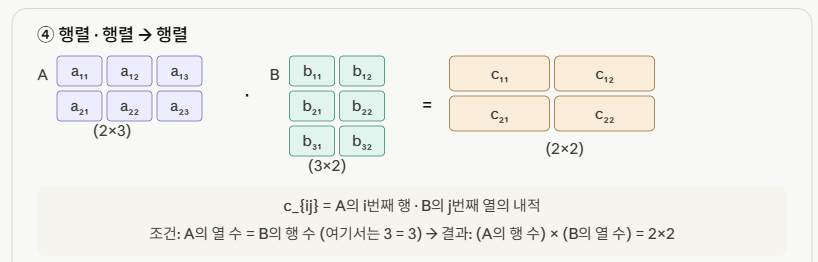 ④ 행렬 · 행렬 → 행렬
A a₁₁ a₁₂ a₁₃ · B b₁₁ b₁₂ = c₁₁ c₁₂
a₂₁ a₂₂ a₂₃ b₂₁ b₂₂ c₂₁ c₂₂
(2×3) b₃₁ b₃₂ (2×2)
(3×2)
c_{ij} = A의 i번째 행 · B의 j번째 열의 내적
조건: A의 열 수 = B의 행 수 (여기서는 3 = 3) → 결과: (A의 행 수) × (B의 열 수) = 2×2